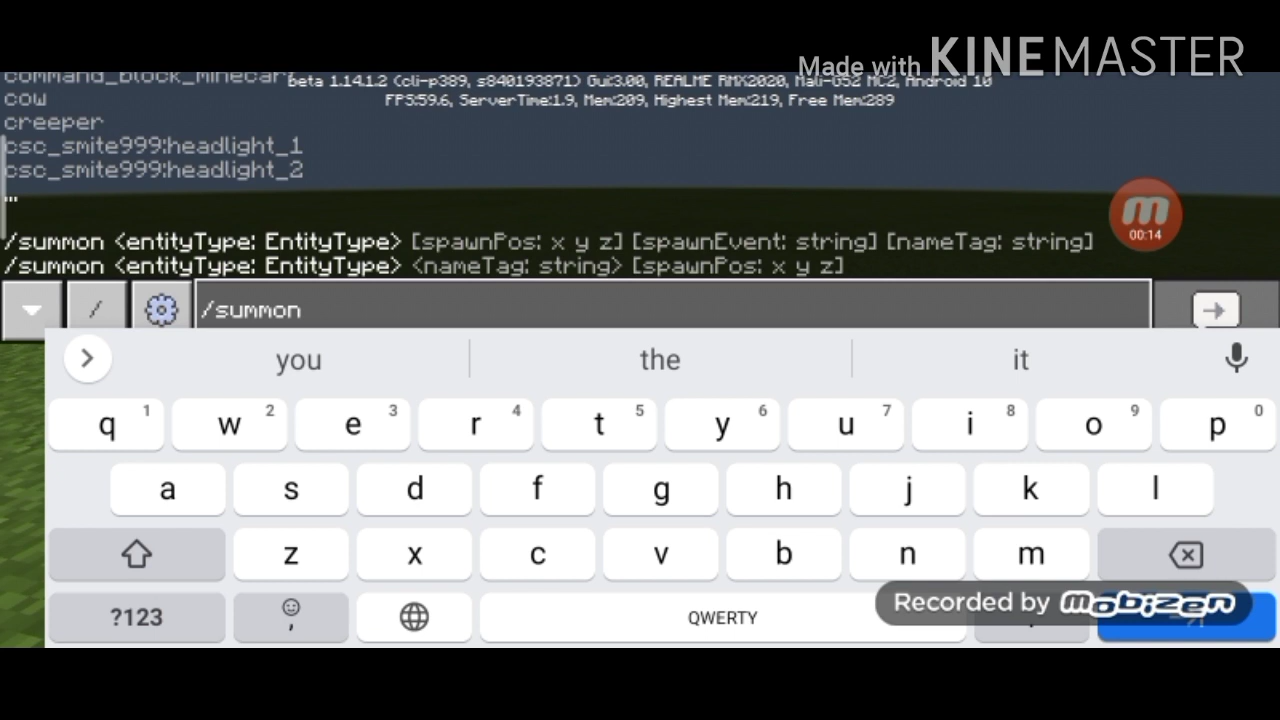 Made with KINEMASTER
command_block_minecart
beta 1.14.1.2 (cli-p389, s840193871) Gui:3.00, REALME RMX2020, Mali-G52 MC2, Android 10
cow
FPS:59.6, ServerTime:1.9, Mem:209, Highest Mem:219, Free Mem:289
creeper
csc_smite999:headlight_1
csc_smite999:headlight_2
...
m
00:14
/summon <entityType: EntityType> [spawnPos: x y z] [spawnEvent: string] [nameTag: string]
/summon <entityType: EntityType> <nameTag: string> [spawnPos: x y z]
/ /summon
you the it
q 1 w 2 e 3 r 4 t 5 y 6 u 7 i 8 o 9 p 0
a s d f g h j k l
z x c v b n m
Recorded by mobizen
?123 , QWERTY .